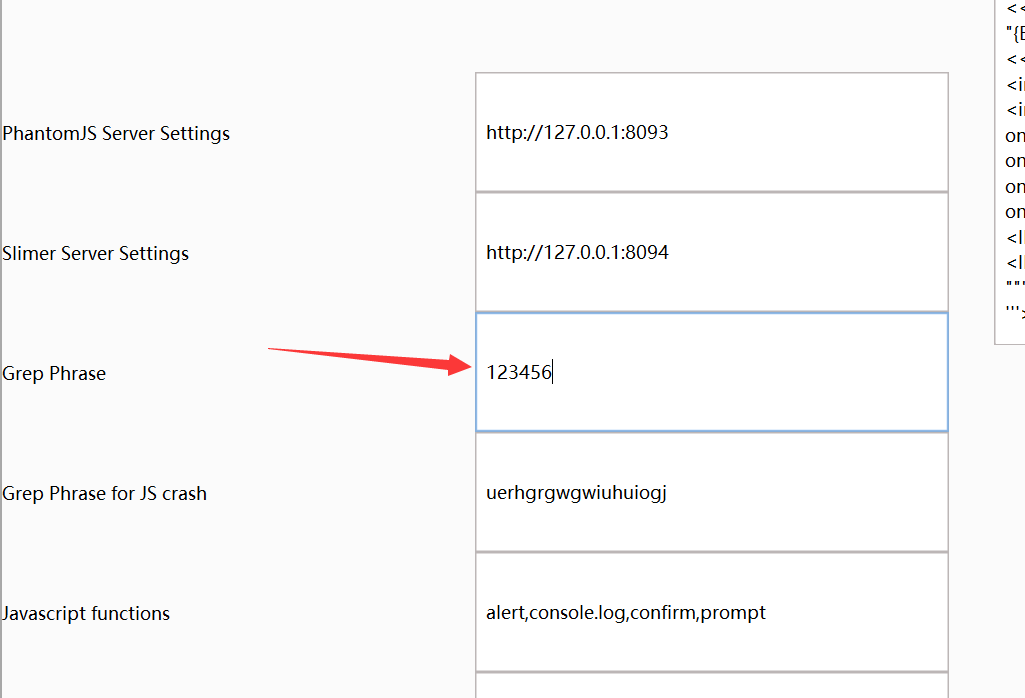 PhantomJS Server Settings
http://127.0.0.1:8093
Slimer Server Settings
http://127.0.0.1:8094
Grep Phrase
123456
Grep Phrase for JS crash
uerhgrgwgwiuhuiogj
Javascript functions
alert,console.log,confirm,prompt
<<
"{
<<
<i
<i
on
on
on
on
<I
<I
"""
'''>